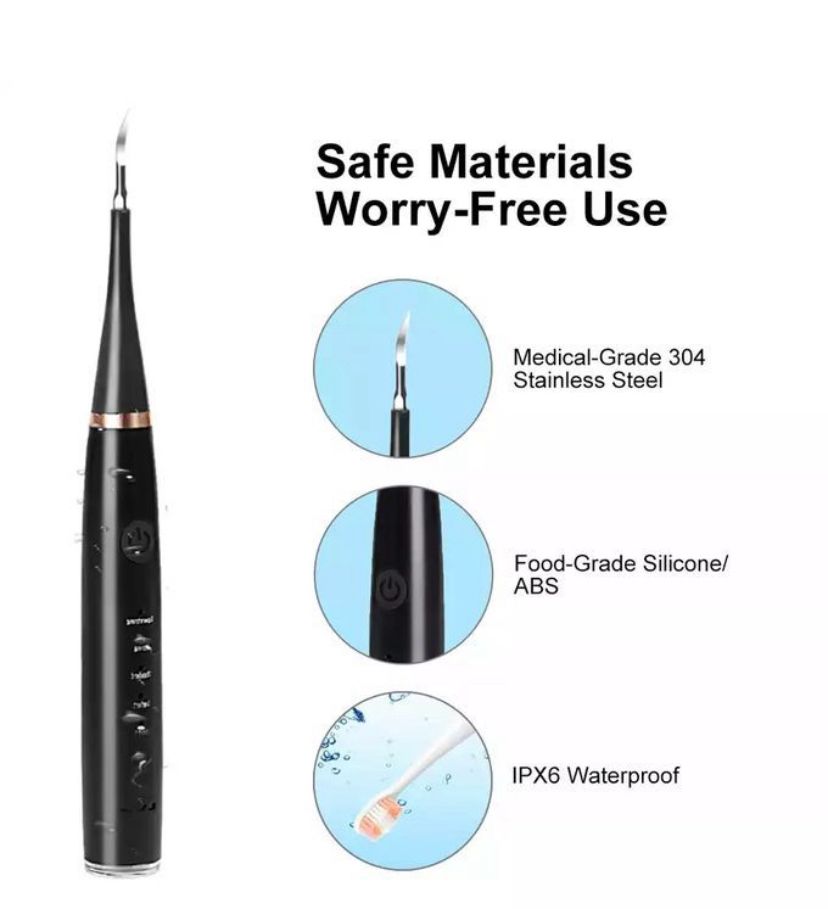 Safe Materials
Worry-Free Use
Medical-Grade 304
Stainless Steel
Food-Grade Silicone/
ABS
IPX6 Waterproof